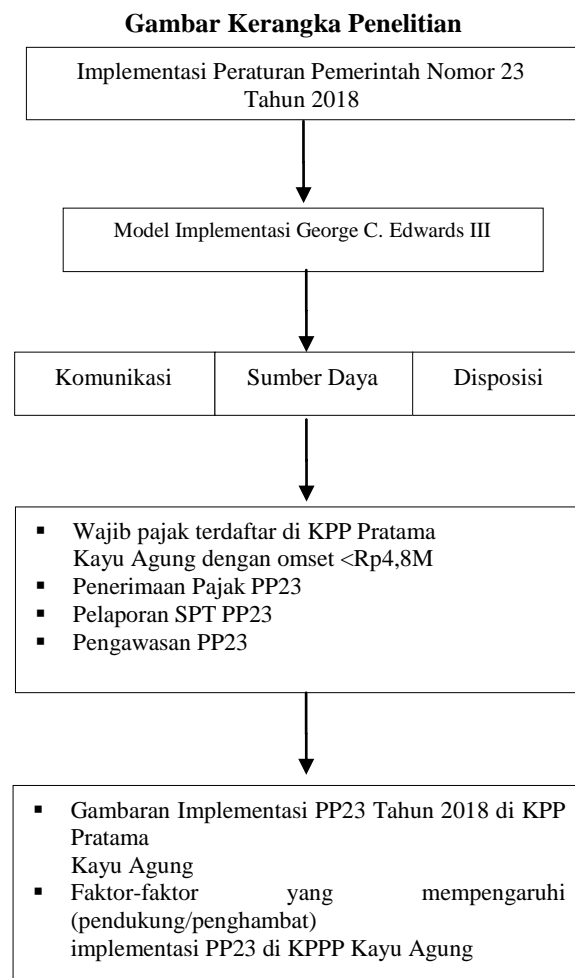 Gambar Kerangka Penelitian
Implementasi Peraturan Pemerintah Nomor 23
Tahun 2018
Model Implementasi George C. Edwards III
Komunikasi
Sumber Daya
Disposisi
▪ Wajib pajak terdaftar di KPP Pratama
Kayu Agung dengan omset <Rp4,8M
▪ Penerimaan Pajak PP23
▪ Pelaporan SPT PP23
▪ Pengawasan PP23
▪ Gambaran Implementasi PP23 Tahun 2018 di KPP
Pratama
Kayu Agung
▪ Faktor-faktor yang mempengaruhi
(pendukung/penghambat)
implementasi PP23 di KPPP Kayu Agung